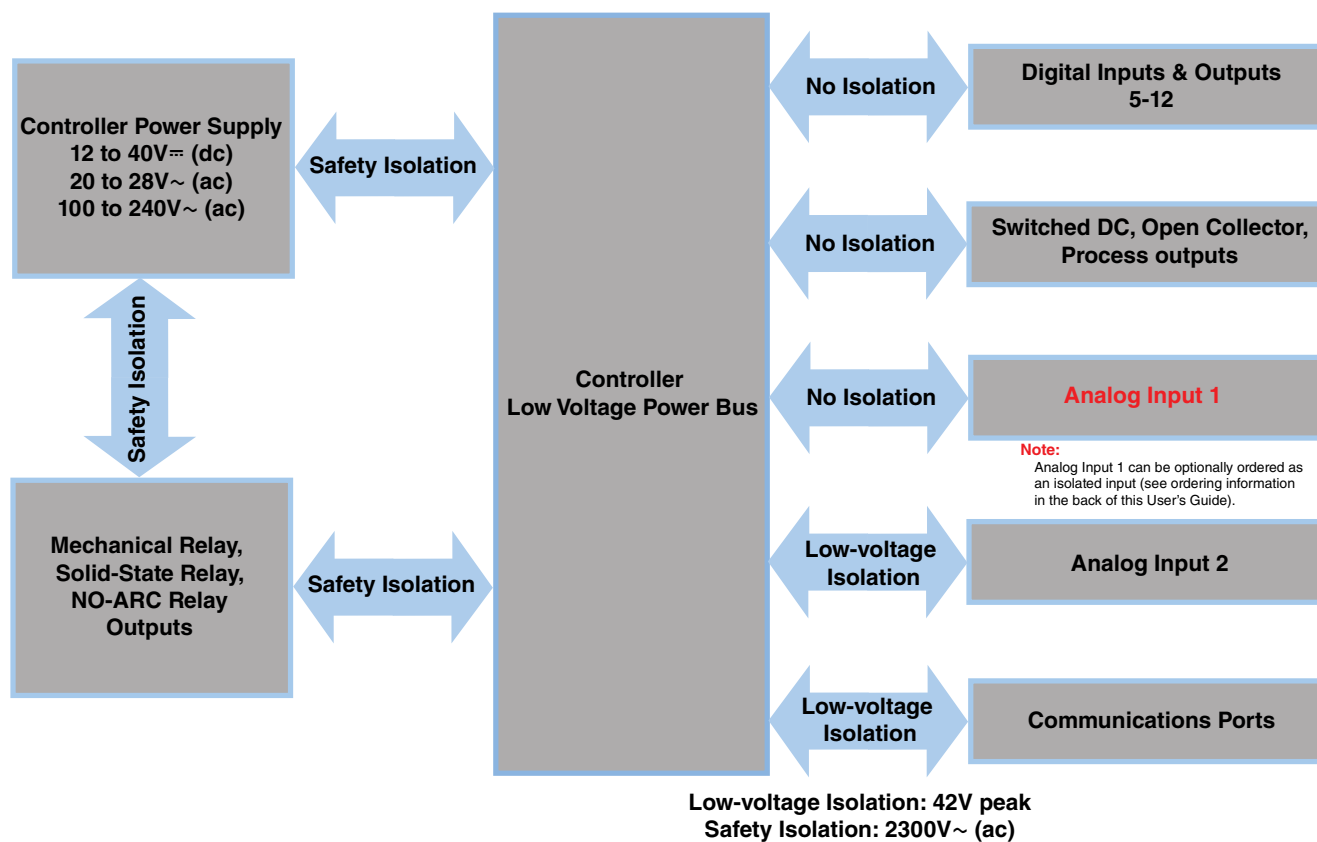 Controller Power Supply
12 to 40V⎓ (dc)
20 to 28V~ (ac)
100 to 240V~ (ac)
Safety Isolation
Safety Isolation
Mechanical Relay,
Solid-State Relay,
NO-ARC Relay
Outputs
Safety Isolation
Controller
Low Voltage Power Bus
No Isolation
Digital Inputs & Outputs
5-12
No Isolation
Switched DC, Open Collector,
Process outputs
No Isolation
Analog Input 1
Note:
Analog Input 1 can be optionally ordered as
an isolated input (see ordering information
in the back of this User's Guide).
Low-voltage
Isolation
Analog Input 2
Low-voltage
Isolation
Communications Ports
Low-voltage Isolation: 42V peak
Safety Isolation: 2300V~ (ac)